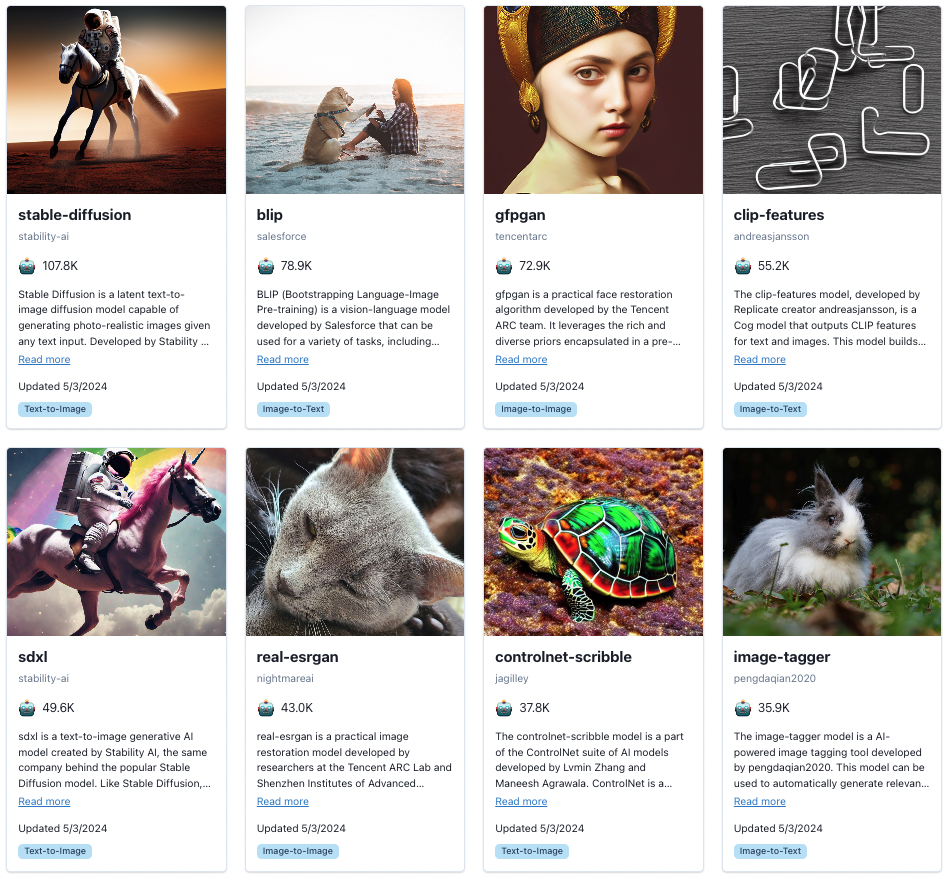 stable-diffusion
stability-ai
107.8K
Stable Diffusion is a latent text-to-
image diffusion model capable of
generating photo-realistic images given
any text input. Developed by Stability ...
Read more
Updated 5/3/2024
Text-to-Image
blip
salesforce
78.9K
BLIP (Bootstrapping Language-Image
Pre-training) is a vision-language model
developed by Salesforce that can be
used for a variety of tasks, including...
Read more
Updated 5/3/2024
Image-to-Text
gfpgan
tencentarc
72.9K
gfpgan is a practical face restoration
algorithm developed by the Tencent
ARC team. It leverages the rich and
diverse priors encapsulated in a pre-...
Read more
Updated 5/3/2024
Image-to-Image
clip-features
andreasjansson
55.2K
The clip-features model, developed by
Replicate creator andreasjansson, is a
Cog model that outputs CLIP features
for text and images. This model builds...
Read more
Updated 5/3/2024
Image-to-Text
sdxl
stability-ai
49.6K
sdxl is a text-to-image generative AI
model created by Stability AI, the same
company behind the popular Stable
Diffusion model. Like Stable Diffusion,...
Read more
Updated 5/3/2024
Text-to-Image
real-esrgan
nightmareai
43.0K
real-esrgan is a practical image
restoration model developed by
researchers at the Tencent ARC Lab and
Shenzhen Institutes of Advanced...
Read more
Updated 5/3/2024
Image-to-Image
controlnet-scribble
jagilley
37.8K
The controlnet-scribble model is a part
of the ControlNet suite of AI models
developed by Lvmin Zhang and
Maneesh Agrawala. ControlNet is a...
Read more
Updated 5/3/2024
Text-to-Image
image-tagger
pengdaqian2020
35.9K
The image-tagger model is a AI-
powered image tagging tool developed
by pengdaqian2020. This model can be
used to automatically generate relevan...
Read more
Updated 5/3/2024
Image-to-Text